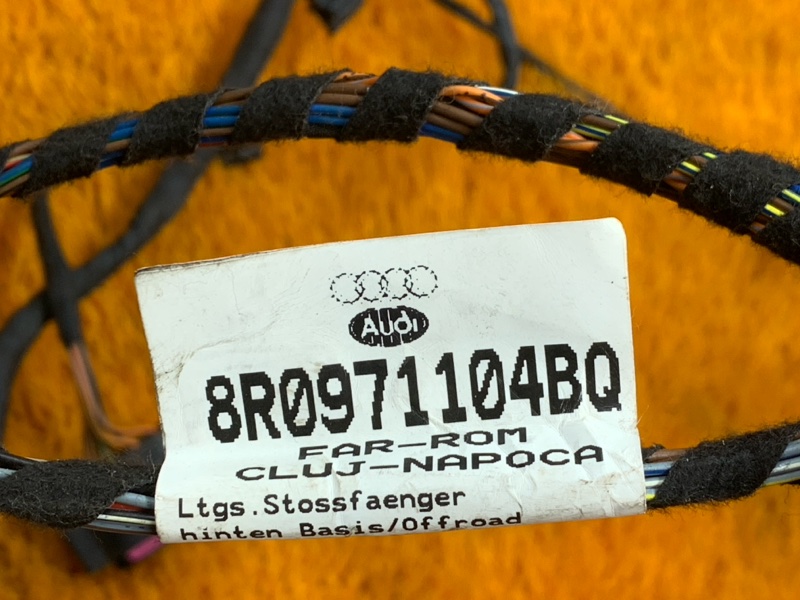 Audi
8R0971104BQ
FAR-ROM
CLUJ-NAPOCA
Ltgs.Stossfaenger
hinten Basis/Offroad